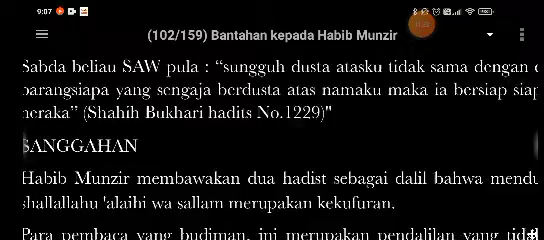 9:07
(102/159) Bantahan kepada Habib Munzir
Sabda beliau SAW pula : “sungguh dusta atasku tidak sama dengan
barangsiapa yang sengaja berdusta atas namaku maka ia bersiap siap
neraka” (Shahih Bukhari hadits No.1229)"
SANGGAHAN
Habib Munzir membawakan dua hadist sebagai dalil bahwa
shallallahu 'alaihi wa sallam merupakan kekufuran.
Para pembaca yang budiman, ini merupakan pendalilan yang